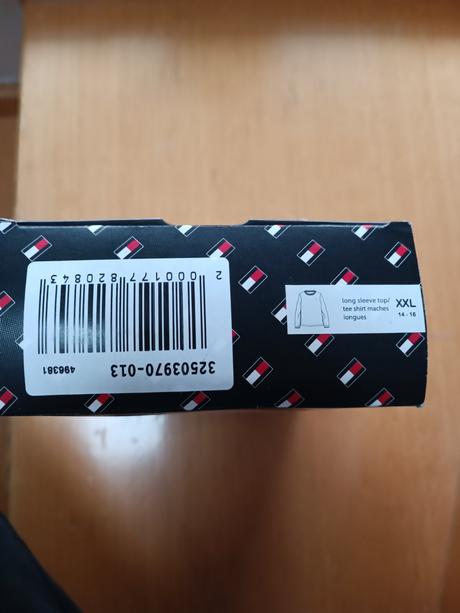 2 000177 820843
32503970-013
496381
long sleeve top/
tee shirt maches
longues
XXL
14 - 16